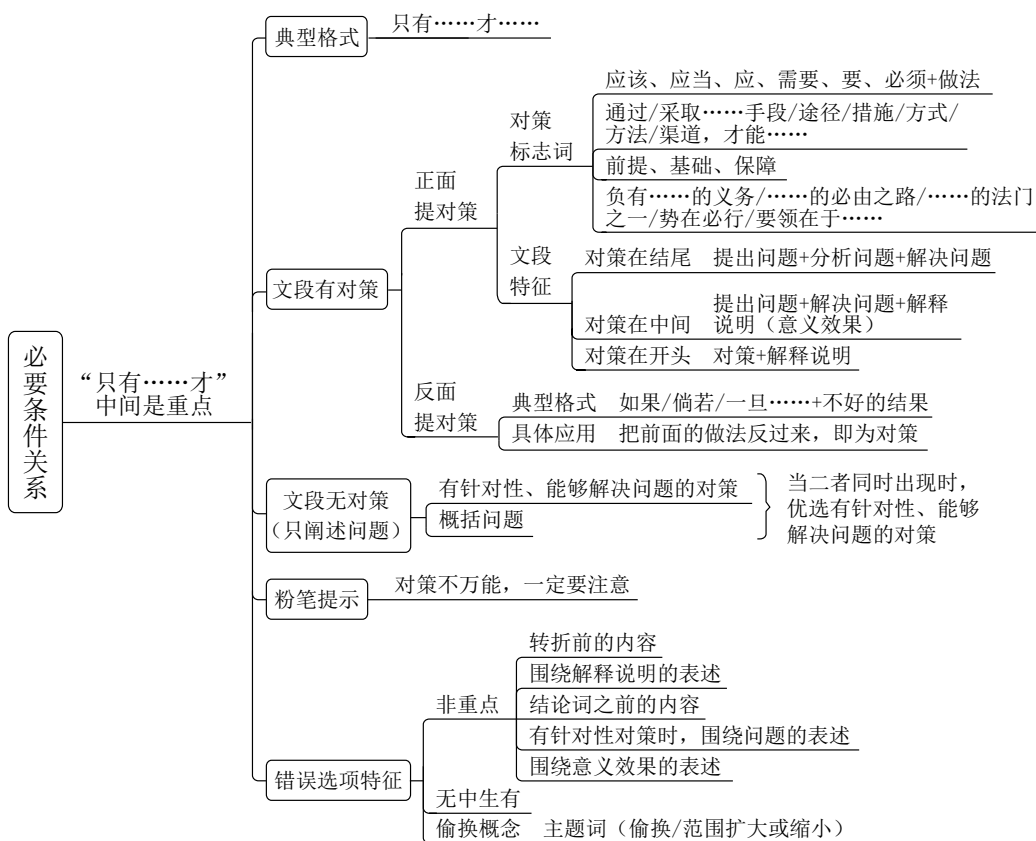 必要条件关系
“只有……才”
中间是重点
典型格式
只有……才……
文段有对策
正面
提对策
对策
标志词
应该、应当、应、需要、要、必须+做法
通过/采取……手段/途径/措施/方式/
方法/渠道，才能……
前提、基础、保障
负有……的义务/……的必由之路/……的法门
之一/势在必行/要领在于……
文段
特征
对策在结尾 提出问题+分析问题+解决问题
对策在中间 提出问题+解决问题+解释
说明（意义效果）
对策在开头 对策+解释说明
反面
提对策
典型格式 如果/倘若/一旦……+不好的结果
具体应用 把前面的做法反过来，即为对策
文段无对策
（只阐述问题）
有针对性、能够解决问题的对策
概括问题
当二者同时出现时，
优选有针对性、能够
解决问题的对策
粉笔提示
对策不万能，一定要注意
错误选项特征
非重点
转折前的内容
围绕解释说明的表述
结论词之前的内容
有针对性对策时，围绕问题的表述
围绕意义效果的表述
无中生有
偷换概念 主题词（偷换/范围扩大或缩小）